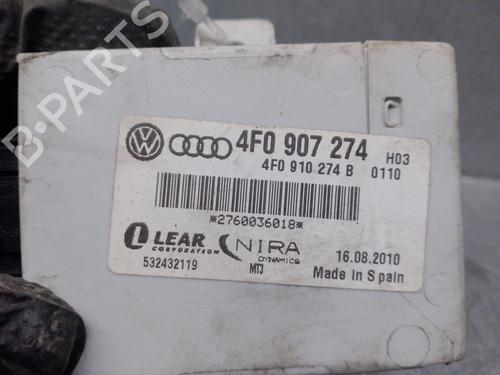 4F0 907 274 H03
4F0 910 274 B 0110
*2760036018*
LEAR NIRA
CORPORATION DYNAMICS
16.08.2010
532432119 MT3 Made in Spain
B-PARTS